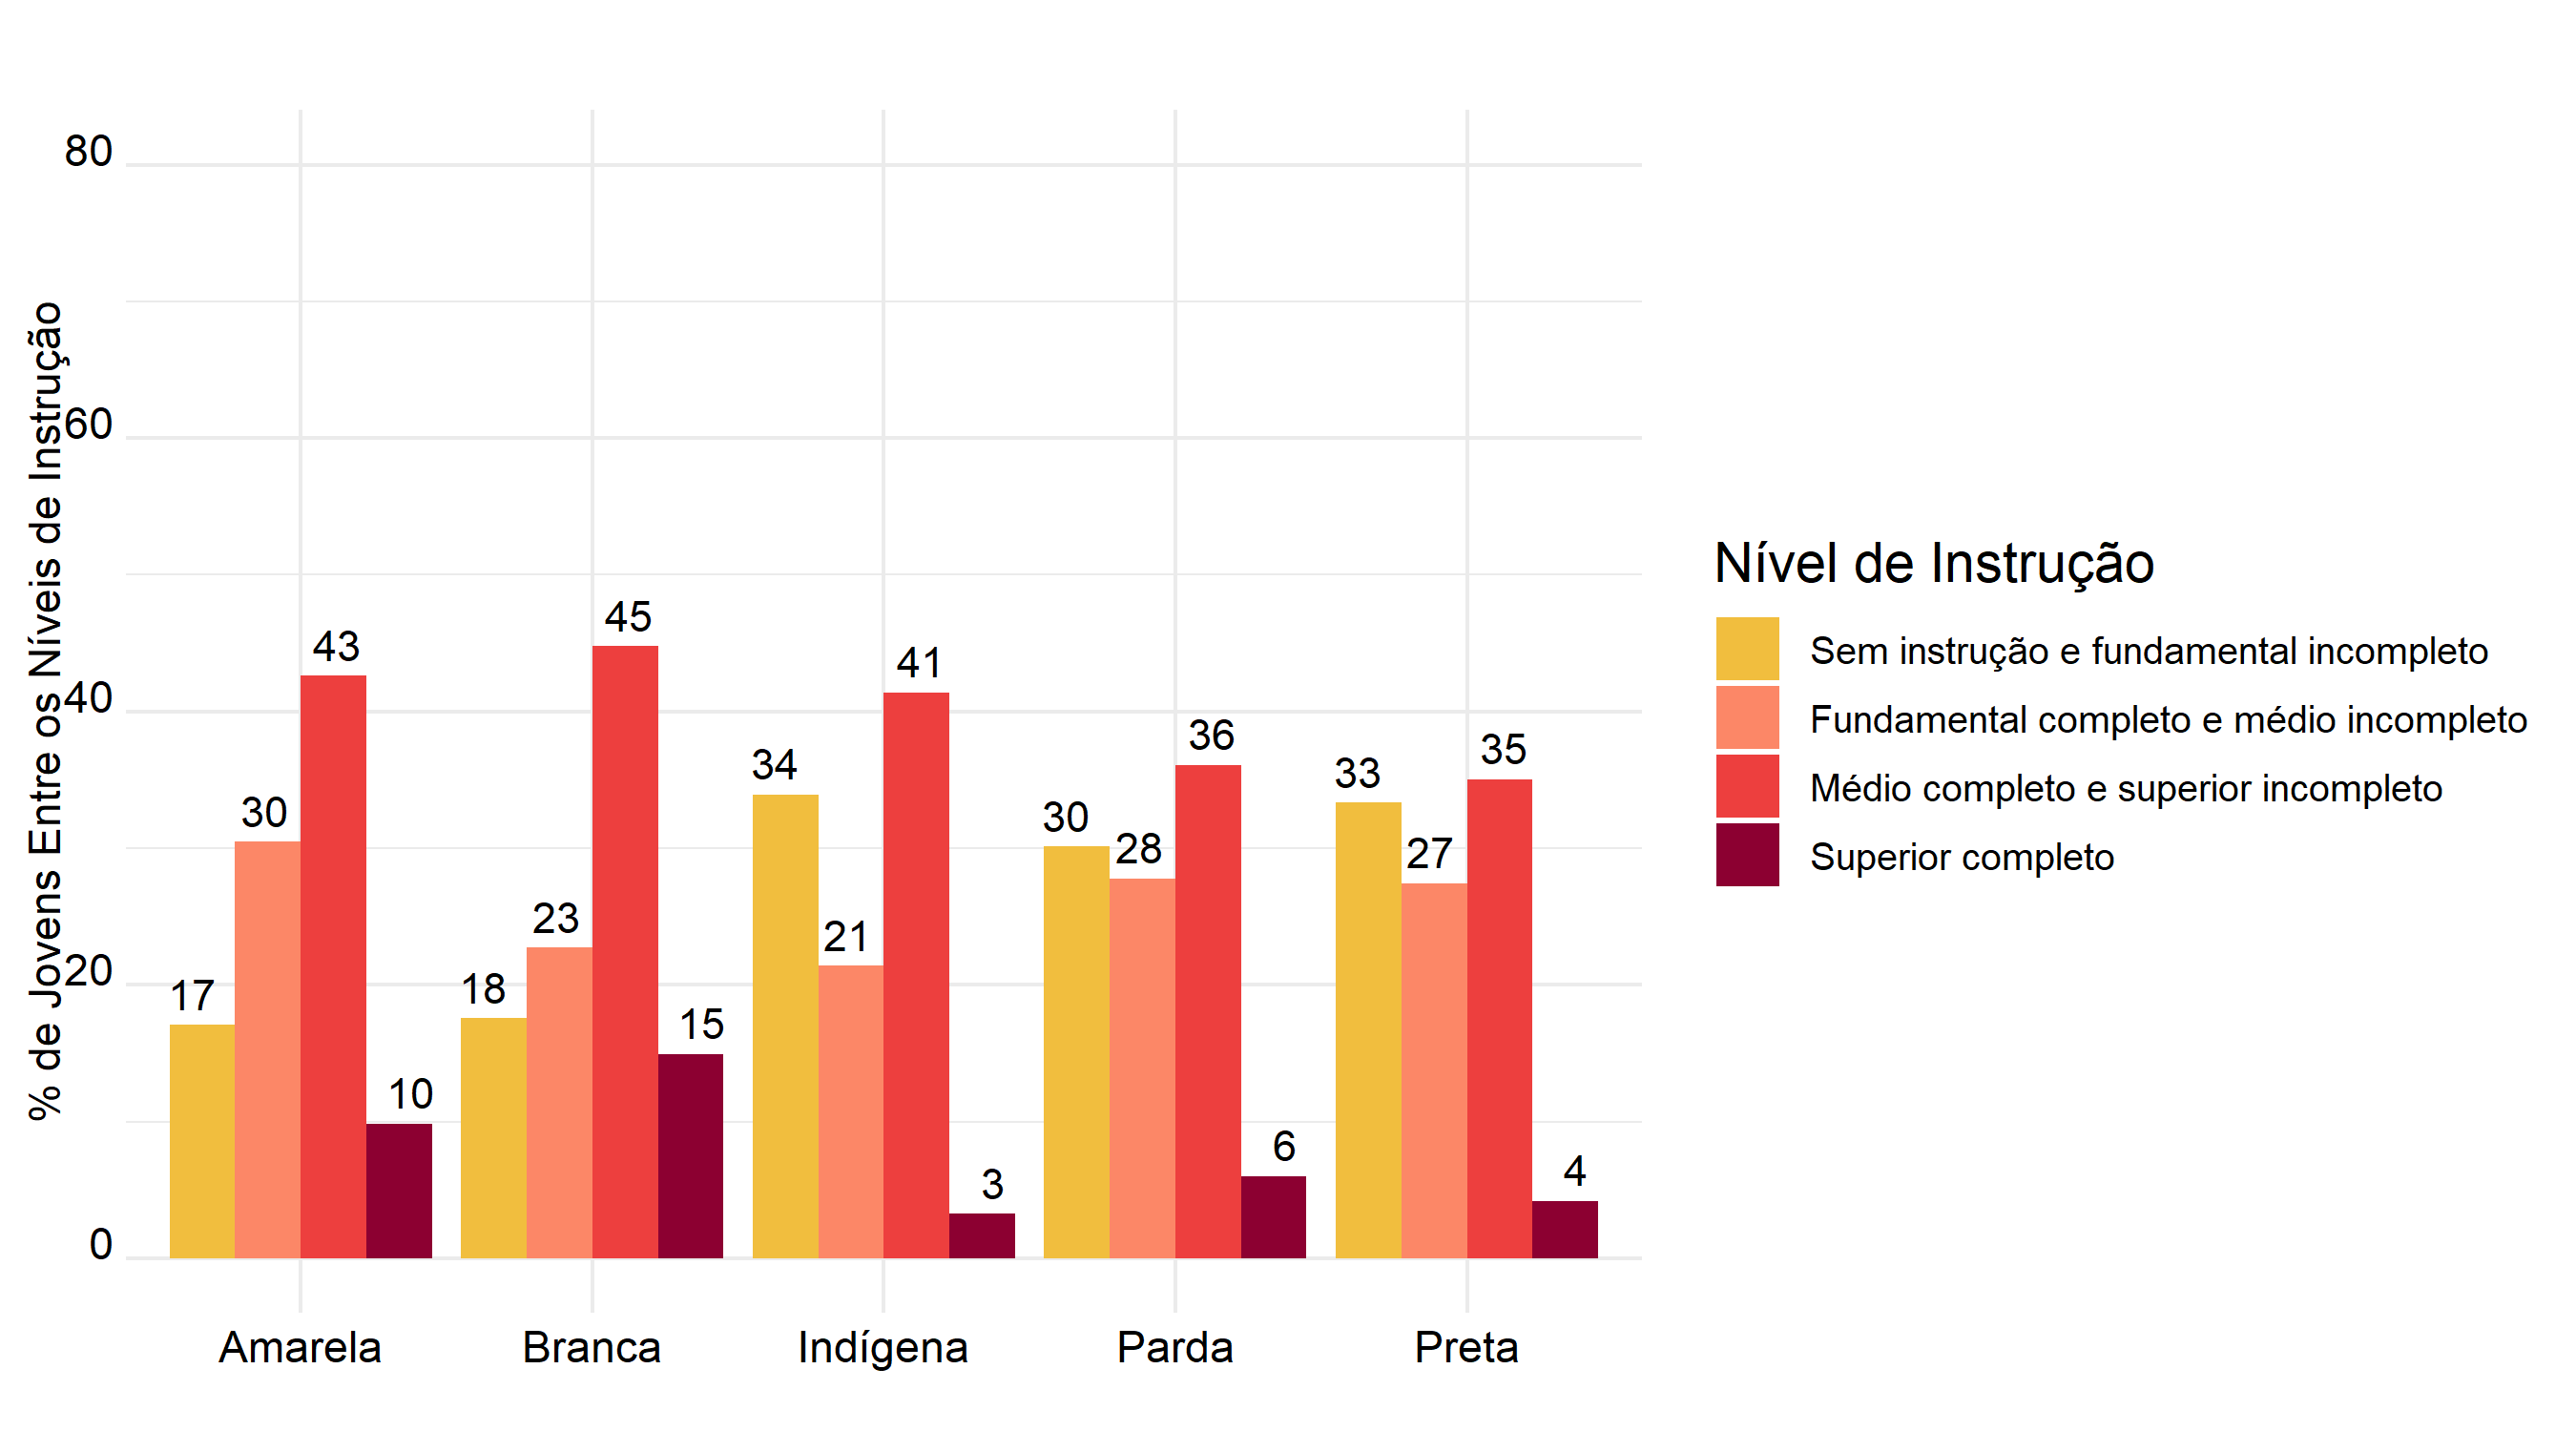 % de Jovens Entre os Níveis de Instrução
80
60
40
20
0
17
30
43
10
18
23
45
15
34
21
41
3
30
28
36
6
33
27
35
4
Amarela
Branca
Indígena
Parda
Preta
Nível de Instrução
Sem instrução e fundamental incompleto
Fundamental completo e médio incompleto
Médio completo e superior incompleto
Superior completo